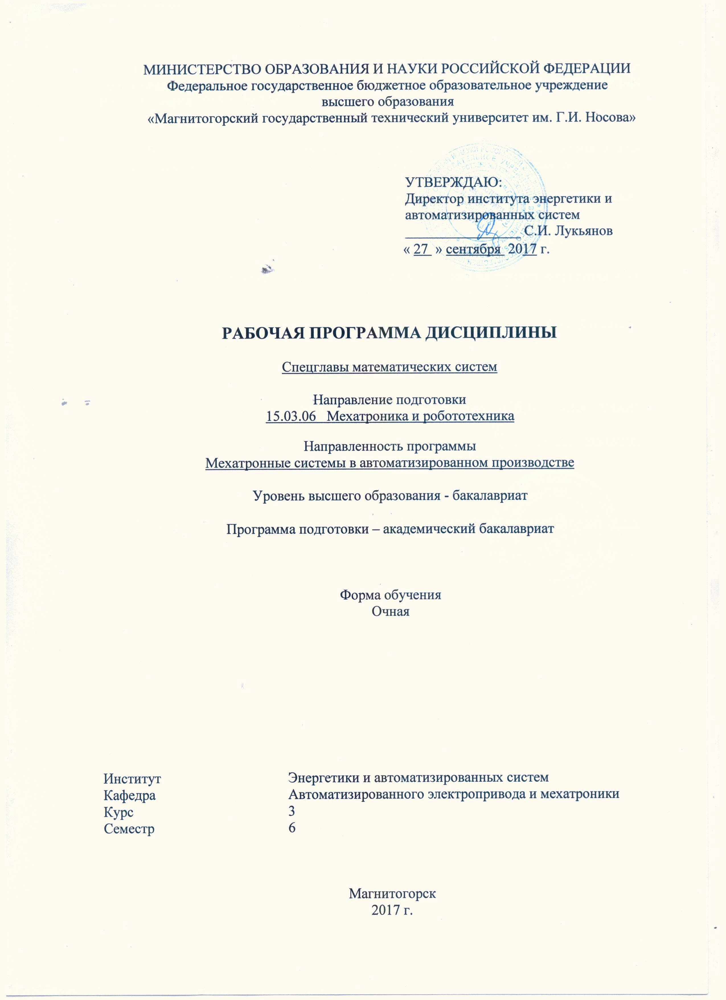 МИНИСТЕРСТВО ОБРАЗОВАНИЯ И НАУКИ РОССИЙСКОЙ ФЕДЕРАЦИИ
Федеральное государственное бюджетное образовательное учреждение
высшего образования
«Магнитогорский государственный технический университет им. Г.И. Носова»
УТВЕРЖДАЮ:
Директор института энергетики и
автоматизированных систем
С.И. Лукьянов
« 27 » сентября 2017 г.
РАБОЧАЯ ПРОГРАММА ДИСЦИПЛИНЫ
Спецглавы математических систем
Направление подготовки
15.03.06 Мехатроника и робототехника
Направленность программы
Мехатронные системы в автоматизированном производстве
Уровень высшего образования - бакалавриат
Программа подготовки – академический бакалавриат
Форма обучения
Очная
Институт Энергетики и автоматизированных систем
Кафедра Автоматизированного электропривода и мехатроники
Курс 3
Семестр 6
Магнитогорск
2017 г.